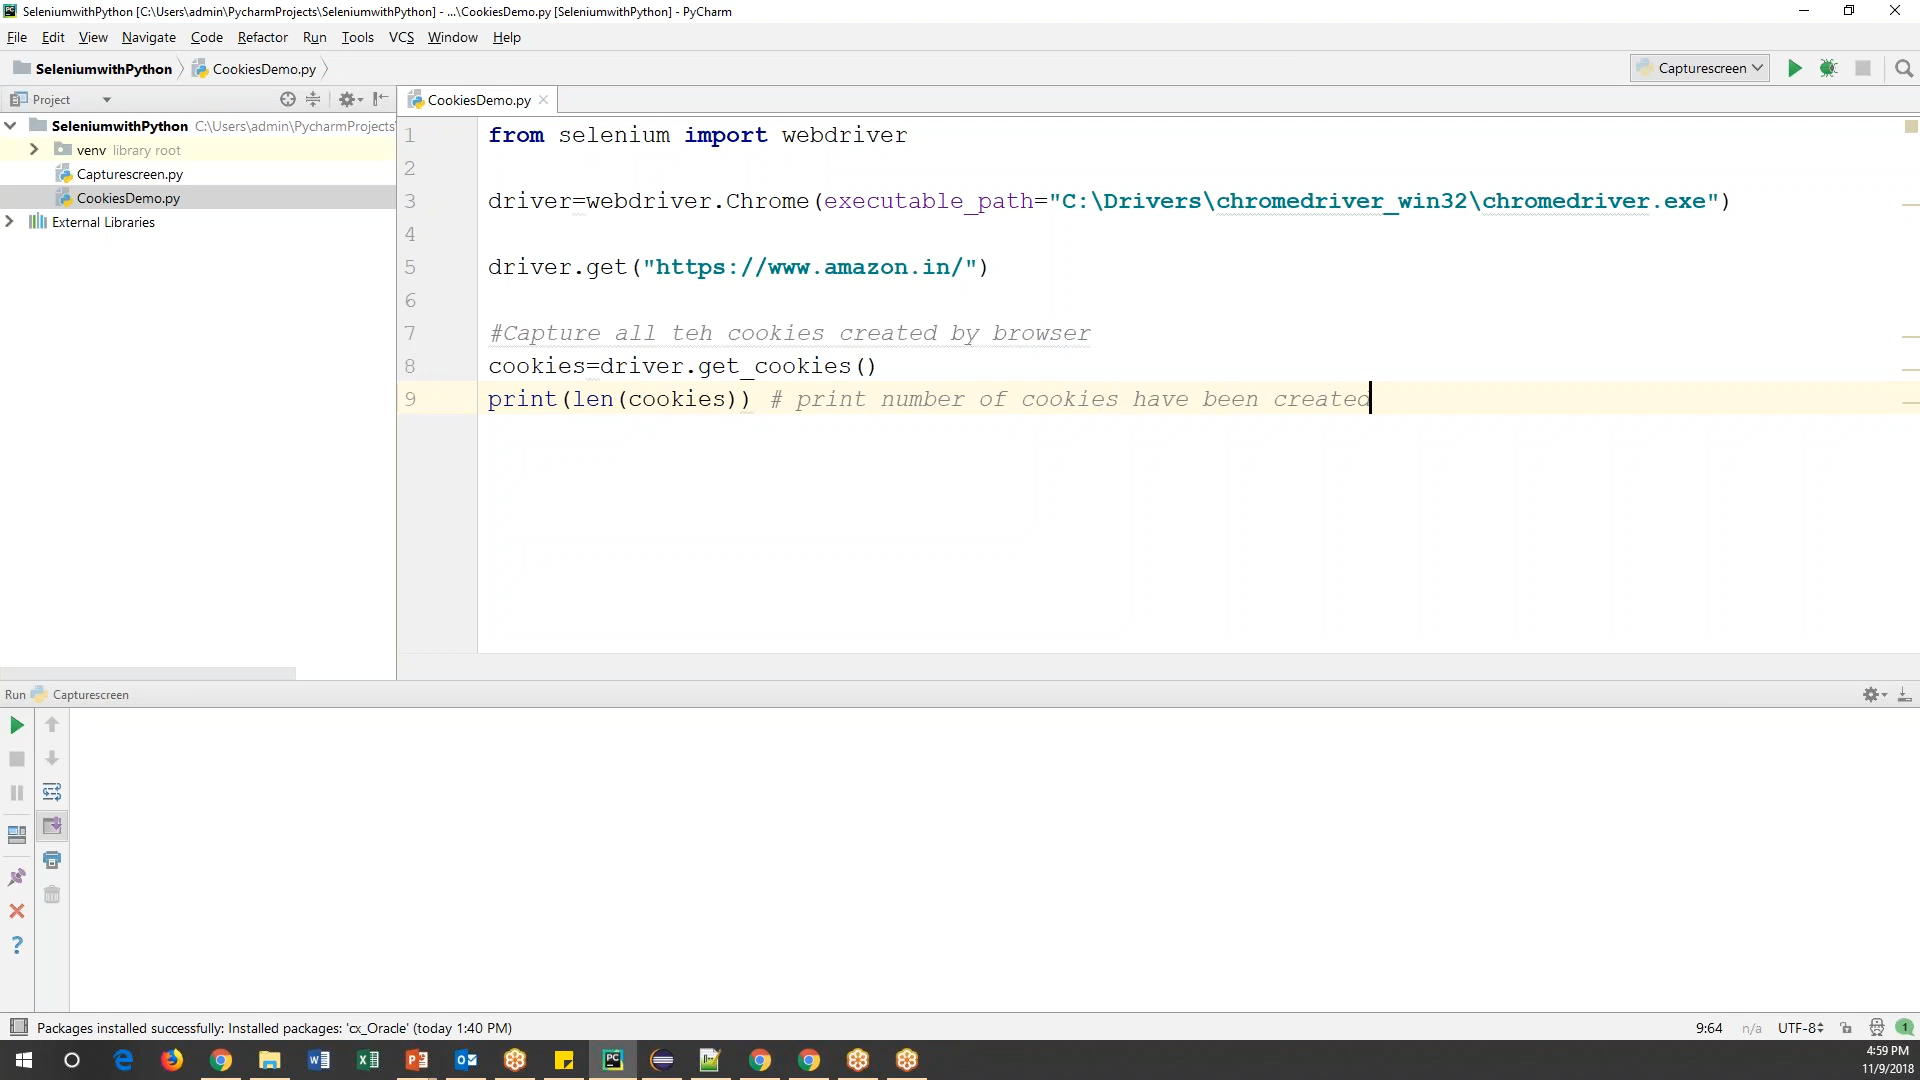 SeleniumwithPython [C:\Users\admin\PycharmProjects\SeleniumwithPython] - ...\CookiesDemo.py [SeleniumwithPython] - PyCharm
File Edit View Navigate Code Refactor Run Tools VCS Window Help
SeleniumwithPython CookiesDemo.py Capturescreen
Project CookiesDemo.py
SeleniumwithPython C:\Users\admin\PycharmProjects
venv library root
Capturescreen.py
CookiesDemo.py
External Libraries
1 from selenium import webdriver
2
3 driver=webdriver.Chrome(executable_path="C:\Drivers\chromedriver_win32\chromedriver.exe")
4
5 driver.get("https://www.amazon.in/")
6
7 #Capture all teh cookies created by browser
8 cookies=driver.get_cookies()
9 print(len(cookies)) # print number of cookies have been created
Run Capturescreen
Packages installed successfully: Installed packages: 'cx_Oracle' (today 1:40 PM) 9:64 n/a UTF-8 1
4:59 PM
11/9/2018